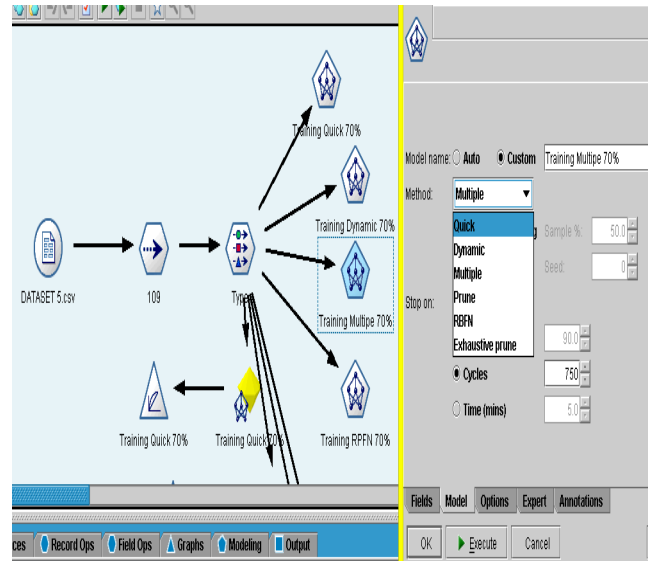 Training Quick 70%
Training Dynamic 70%
DATASET 5.csv
109
Type
Training Multipe 70%
Training Quick 70%
Training Quick 70%
Training RPFN 70%
ces
Record Ops
Field Ops
Graphs
Modeling
Output
Model name:
Auto
Custom
Training Multipe 70%
Method:
Multiple
Quick
Dynamic
Multiple
Prune
RBFN
Exhaustive prune
g
Sample %:
50.0
Seed:
0
Stop on:
90.0
Cycles
750
Time (mins)
5.0
Fields
Model
Options
Expert
Annotations
OK
Execute
Cancel